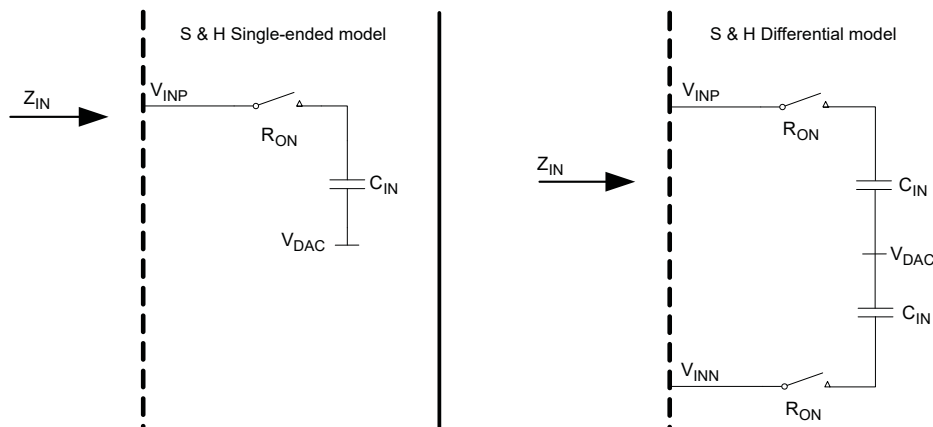 S & H Single-ended model
Z_IN
V_INP
R_ON
C_IN
V_DAC
S & H Differential model
Z_IN
V_INP
R_ON
C_IN
V_DAC
C_IN
V_INN
R_ON